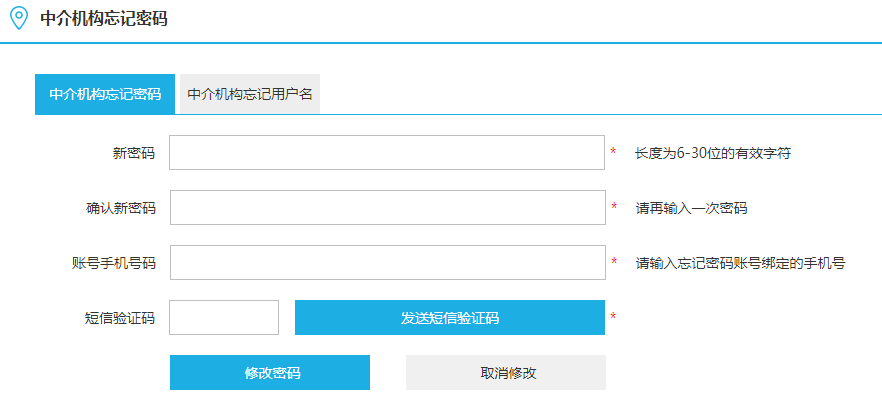 中介机构忘记密码
中介机构忘记密码 中介机构忘记用户名
新密码 * 长度为6-30位的有效字符
确认新密码 * 请再输入一次密码
账号手机号码 * 请输入忘记密码账号绑定的手机号
短信验证码 发送短信验证码 *
修改密码 取消修改